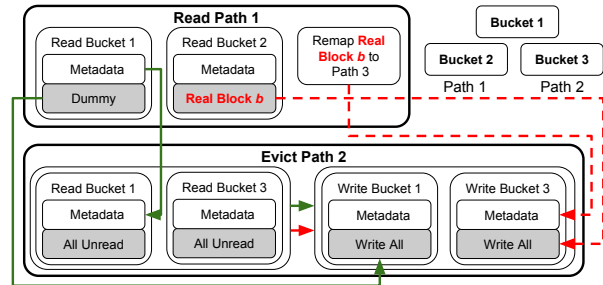 Read Path 1
Read Bucket 1
Metadata
Dummy
Read Bucket 2
Metadata
Real Block b
Remap Real
Block b to
Path 3
Bucket 1
Bucket 2
Bucket 3
Path 1
Path 2
Evict Path 2
Read Bucket 1
Metadata
All Unread
Read Bucket 3
Metadata
All Unread
Write Bucket 1
Metadata
Write All
Write Bucket 3
Metadata
Write All